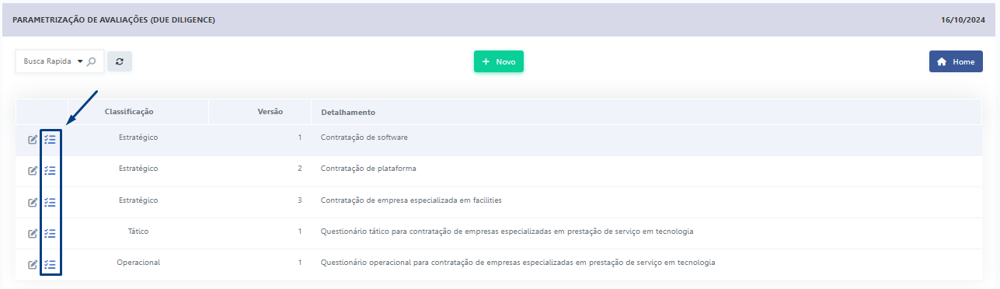 PARAMETRIZAÇÃO DE AVALIAÇÕES (DUE DILIGENCE) 16/10/2024
Busca Rapida Novo Home
Classificação Versão Detalhamento
Estratégico 1 Contratação de software
Estratégico 2 Contratação de plataforma
Estratégico 3 Contratação de empresa especializada em facilities
Tático 1 Questionário tático para contratação de empresas especializadas em prestação de serviço em tecnologia
Operacional 1 Questionário operacional para contratação de empresas especializadas em prestação de serviço em tecnologia